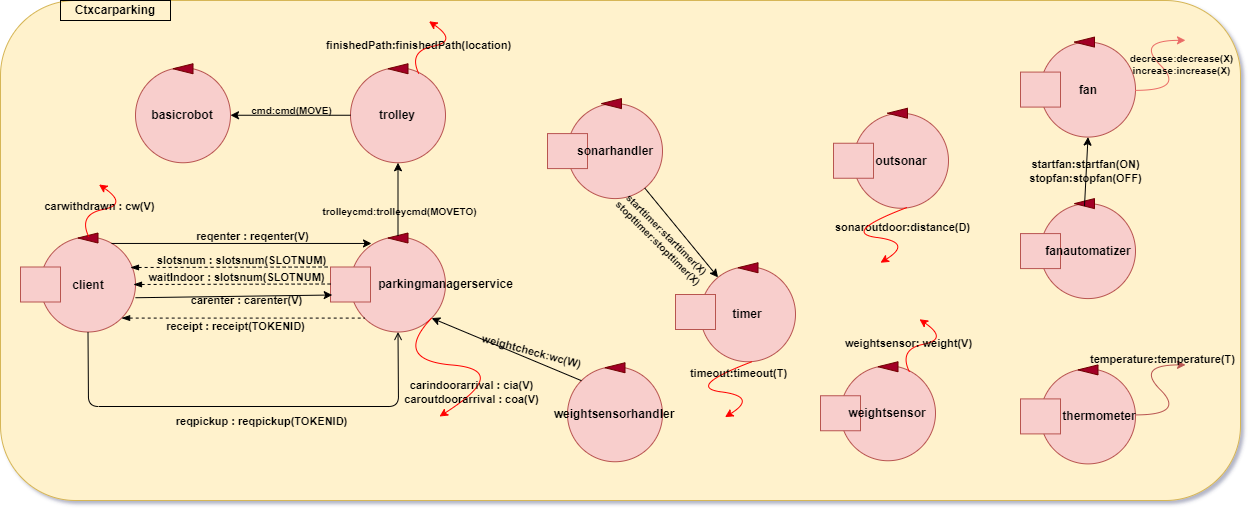 Ctxcarparking
finishedPath:finishedPath(location)
decrease:decrease(X)
increase:increase(X)
basicrobot
cmd:cmd(MOVE)
trolley
fan
sonarhandler
outsonar
startfan:startfan(ON)
stopfan:stopfan(OFF)
carwithdrawn : cw(V)
trolleycmd:trolleycmd(MOVETO)
starttimer:starttimer(X)
stopttimer:stopttimer(X)
sonaroutdoor:distance(D)
reqenter : reqenter(V)
fanautomatizer
slotsnum : slotsnum(SLOTNUM)
waitIndoor : slotsnum(SLOTNUM)
client
parkingmanagerservice
carenter : carenter(V)
timer
receipt : receipt(TOKENID)
weightcheck:wc(W)
weightsensor: weight(V)
temperature:temperature(T)
timeout:timeout(T)
carindoorarrival : cia(V)
caroutdoorarrival : coa(V)
weightsensorhandler
weightsensor
thermometer
reqpickup : reqpickup(TOKENID)